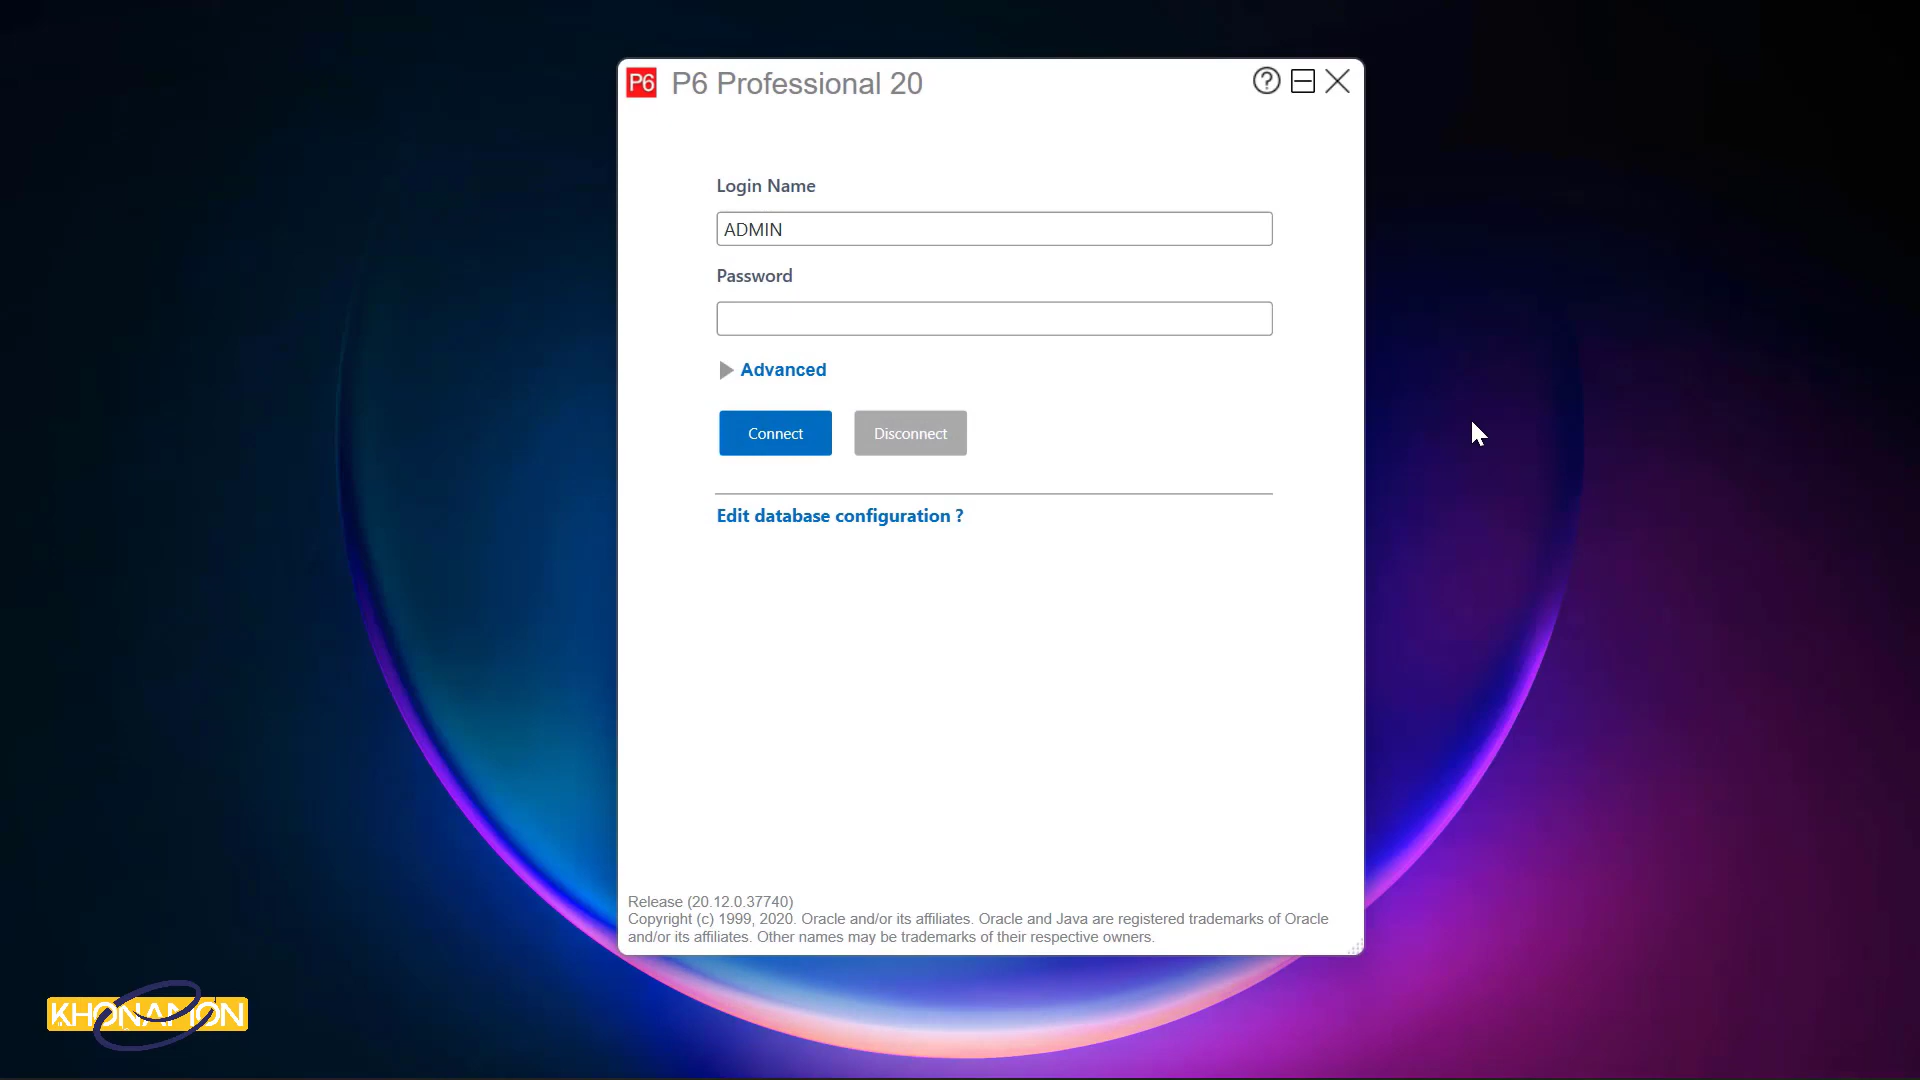 P6 P6 Professional 20
Login Name
ADMIN
Password
Advanced
Connect Disconnect
Edit database configuration ?
Release (20.12.0.37740)
Copyright (c) 1999, 2020. Oracle and/or its affiliates. Oracle and Java are registered trademarks of Oracle
and/or its affiliates. Other names may be trademarks of their respective owners.
KHONAMON